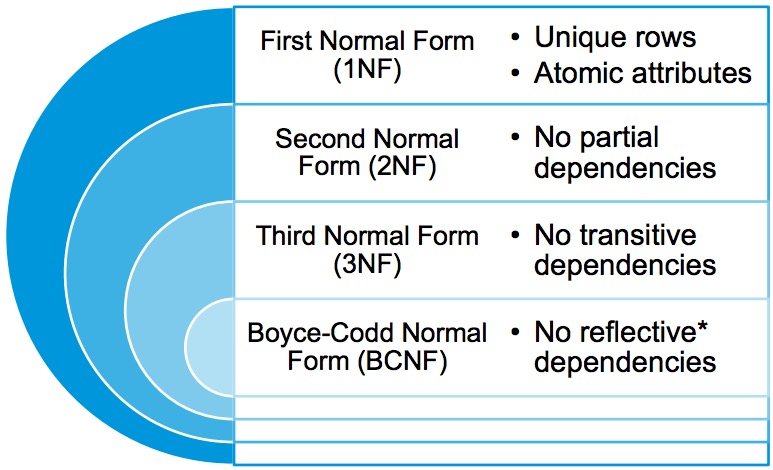 First Normal Form
(1NF)
• Unique rows
• Atomic attributes
Second Normal
Form (2NF)
• No partial
dependencies
Third Normal Form
(3NF)
• No transitive
dependencies
Boyce-Codd Normal
Form (BCNF)
• No reflective*
dependencies